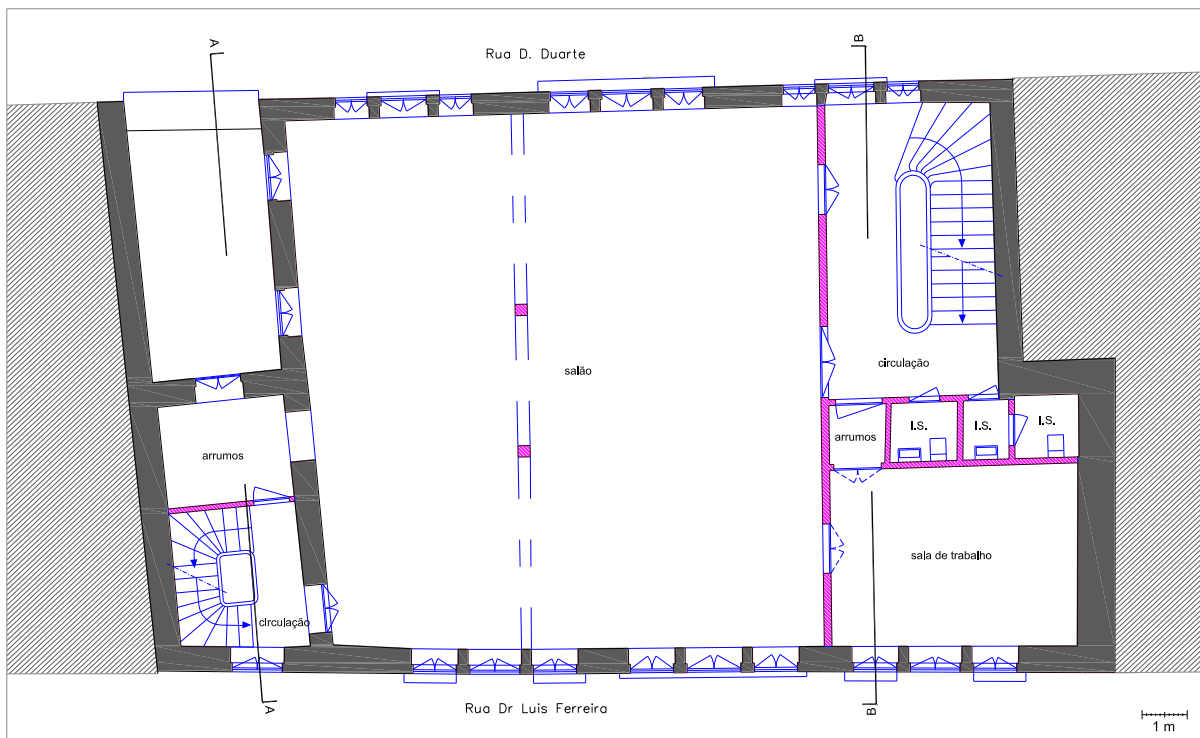 Rua D. Duarte
A
B
salão
circulação
arrumos
I.S.
I.S.
I.S.
arrumos
sala de trabalho
circulação
A
B
Rua Dr Luis Ferreira
1 m